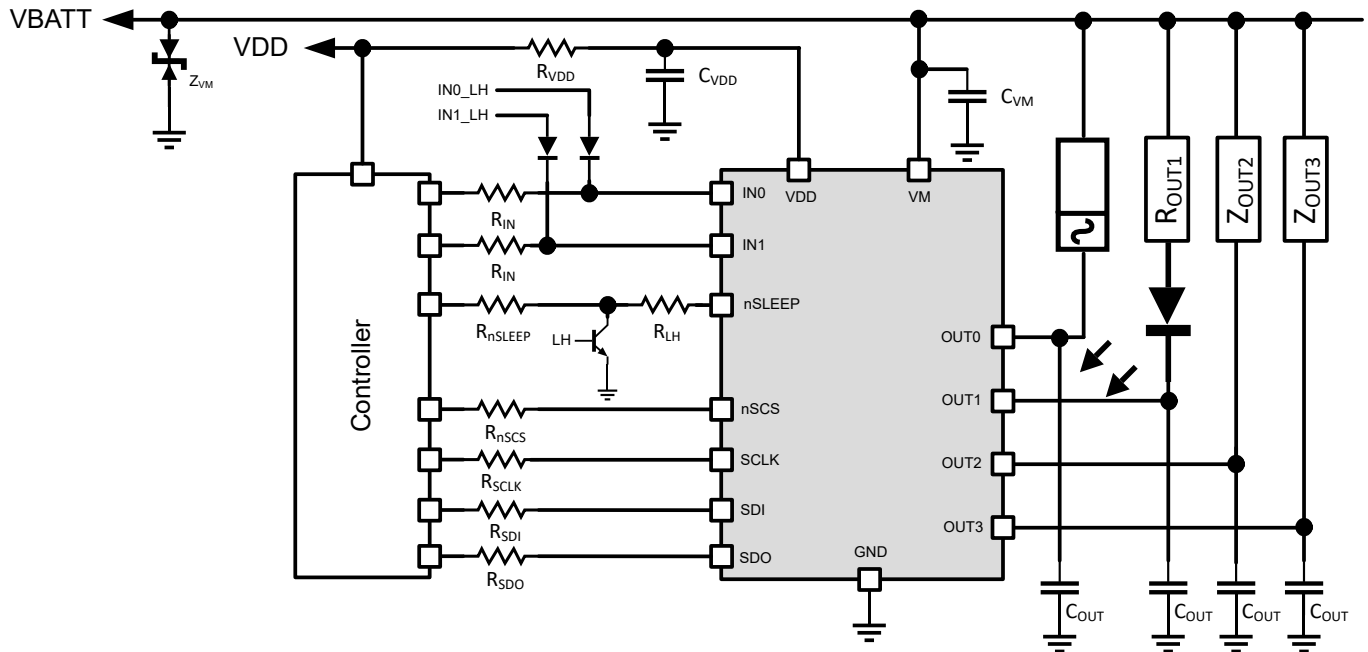 VBATT
VDD
Z_VM
R_VDD
C_VDD
C_VM
IN0_LH
IN1_LH
R_IN
IN0
VDD
VM
R_IN
IN1
R_nSLEEP
LH
R_LH
nSLEEP
Controller
R_nSCS
nSCS
R_SCLK
SCLK
R_SDI
SDI
R_SDO
SDO
GND
OUT0
OUT1
OUT2
OUT3
R_OUT1
Z_OUT2
Z_OUT3
C_OUT
C_OUT
C_OUT
C_OUT